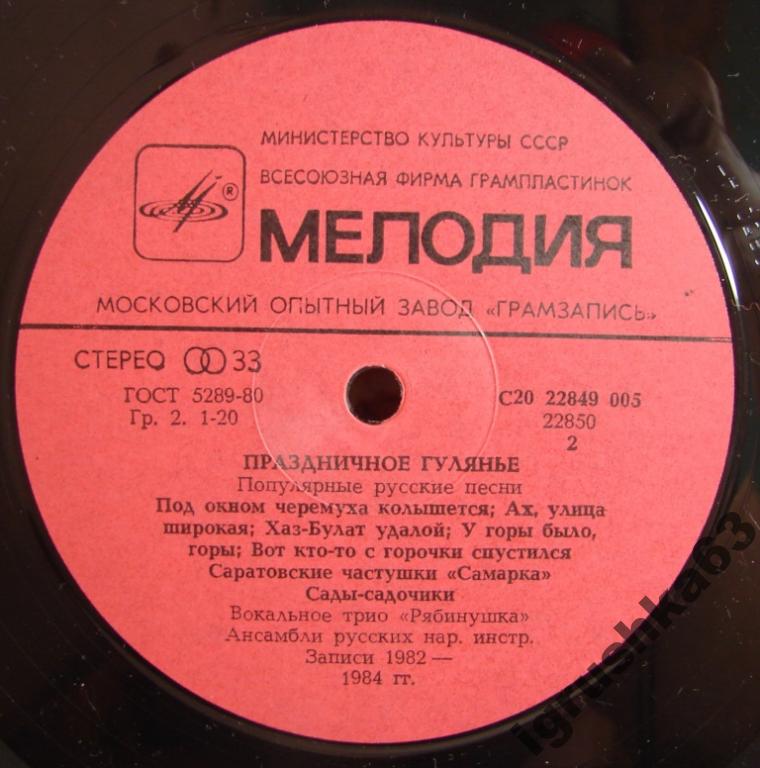 МИНИСТЕРСТВО КУЛЬТУРЫ СССР
ВСЕСОЮЗНАЯ ФИРМА ГРАМПЛАСТИНОК
®
МЕЛОДИЯ
МОСКОВСКИЙ ОПЫТНЫЙ ЗАВОД «ГРАМЗАПИСЬ»
СТЕРЕО 33
ГОСТ 5289-80
Гр. 2. 1-20
С20 22849 005
22850
2
ПРАЗДНИЧНОЕ ГУЛЯНЬЕ
Популярные русские песни
Под окном черемуха колышется; Ах, улица
широкая; Хаз-Булат удалой; У горы было,
горы; Вот кто-то с горочки спустился
Саратовские частушки «Самарка»
Сады-садочики
Вокальное трио «Рябинушка»
Ансамбли русских нар. инстр.
Записи 1982 —
1984 гг.
igrushka63